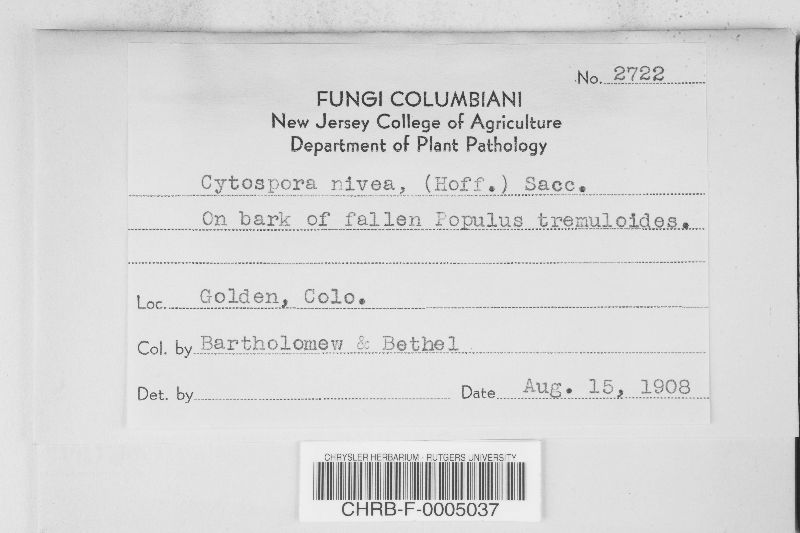 No. 2722
FUNGI COLUMBIANI
New Jersey College of Agriculture
Department of Plant Pathology
Cytospora nivea, (Hoff.) Sacc.
On bark of fallen Populus tremuloides.
Loc. Golden, Colo.
Col. by Bartholomew & Bethel
Det. by
Date Aug. 15, 1908
CHRYSLER HERBARIUM - RUTGERS UNIVERSITY
CHRB-F-0005037